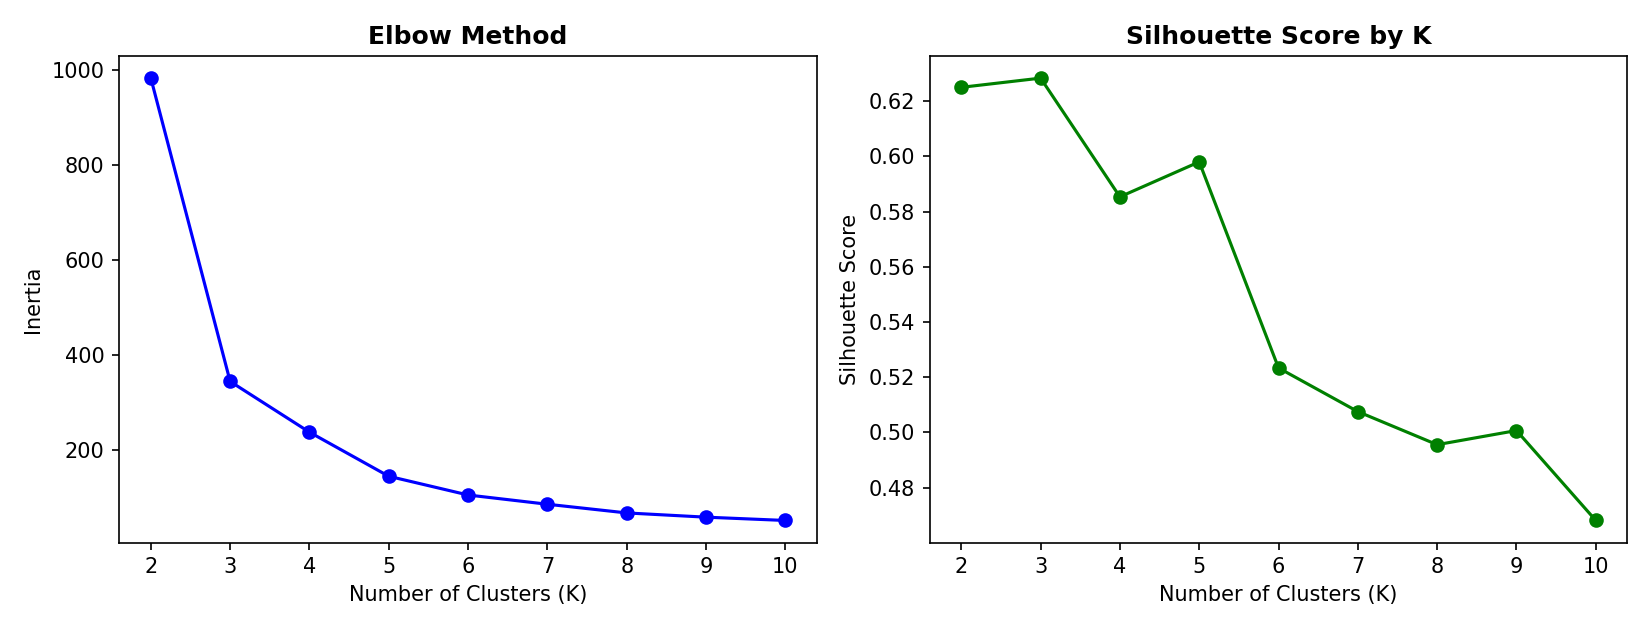 Elbow Method
1000
800
600
400
200
Inertia
2 3 4 5 6 7 8 9 10
Number of Clusters (K)
Silhouette Score by K
0.62
0.60
0.58
0.56
0.54
0.52
0.50
0.48
Silhouette Score
2 3 4 5 6 7 8 9 10
Number of Clusters (K)